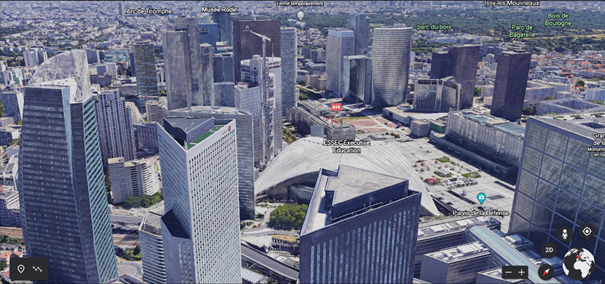 Arc de Triomphe
Musée Rodin
Fermé temporairement
Issy-les-Moulineaux
parc du bois
Parc de
Bagatelle
Bois de
Boulogne
ESSEC Executive
Education
Parvis de la Défense
2D